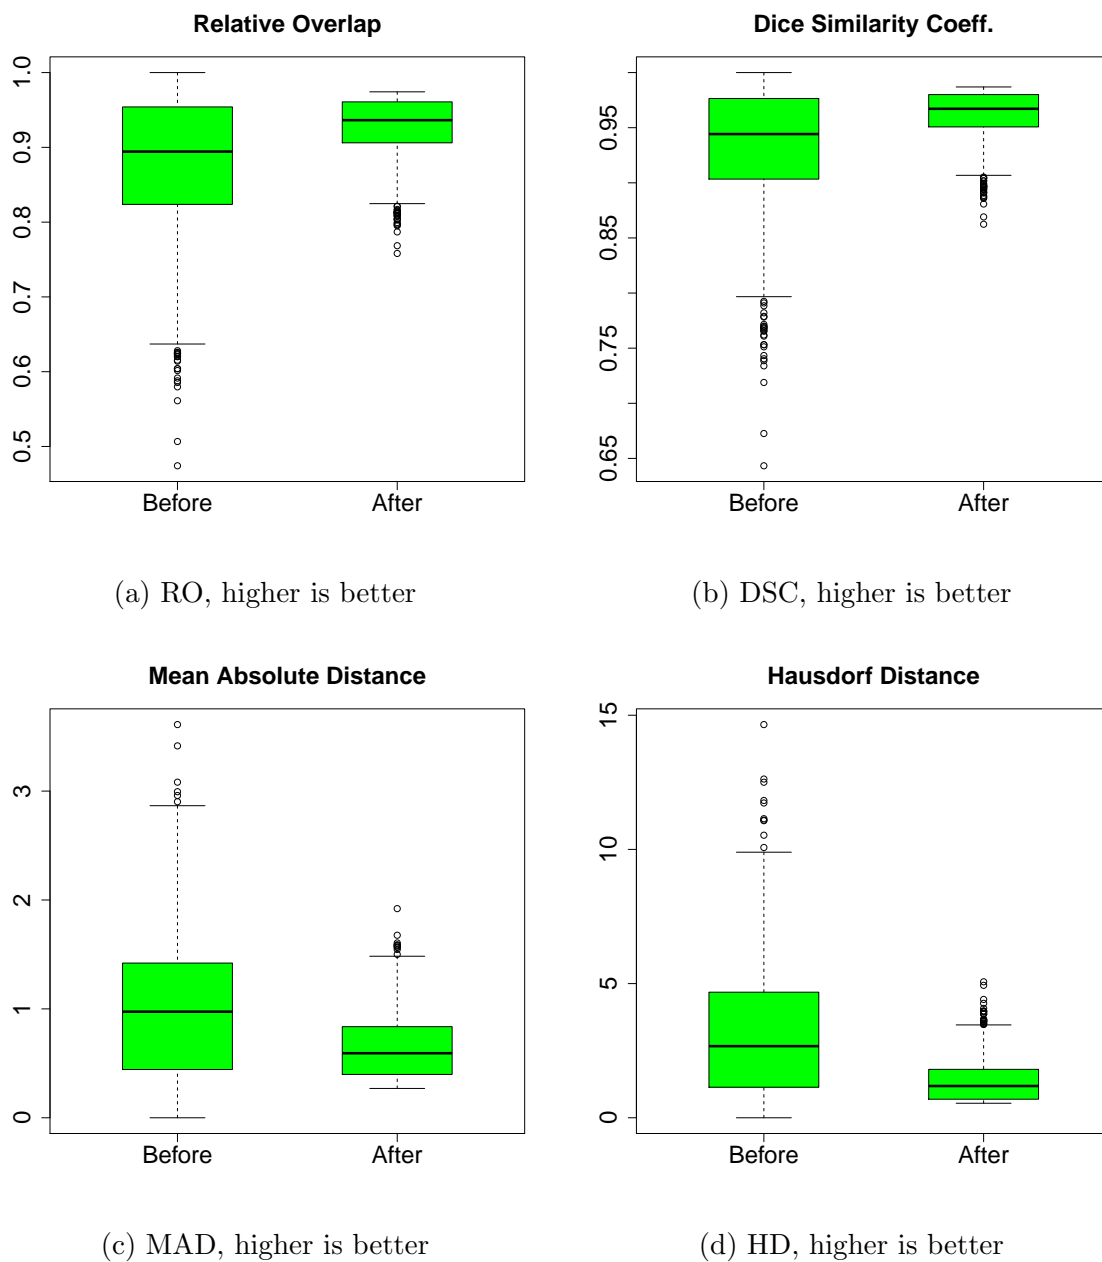 Relative Overlap
1.0
0.9
0.8
0.7
0.6
0.5
Before After
(a) RO, higher is better
Dice Similarity Coeff.
0.95
0.85
0.75
0.65
Before After
(b) DSC, higher is better
Mean Absolute Distance
3
2
1
0
Before After
(c) MAD, higher is better
Hausdorf Distance
15
10
5
0
Before After
(d) HD, higher is better